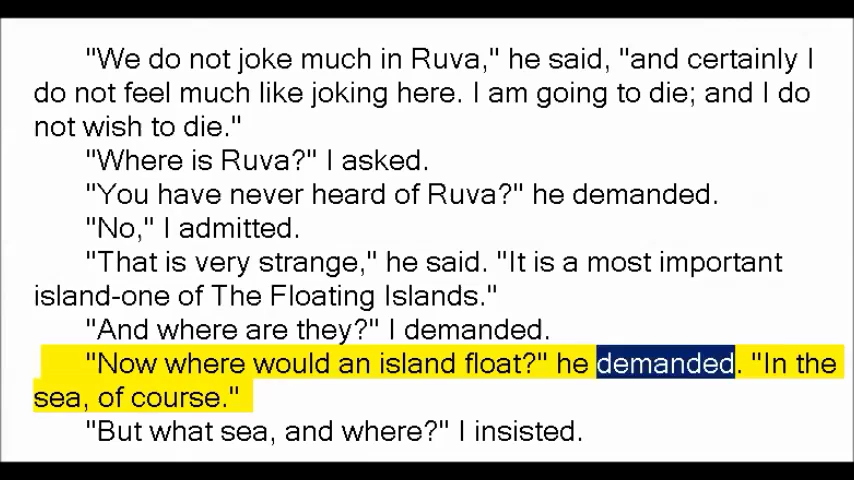 "We do not joke much in Ruva," he said, "and certainly I
do not feel much like joking here. I am going to die; and I do
not wish to die."
"Where is Ruva?" I asked.
"You have never heard of Ruva?" he demanded.
"No," I admitted.
"That is very strange," he said. "It is a most important
island-one of The Floating Islands."
"And where are they?" I demanded.
"Now where would an island float?" he demanded. "In the
sea, of course."
"But what sea, and where?" I insisted.